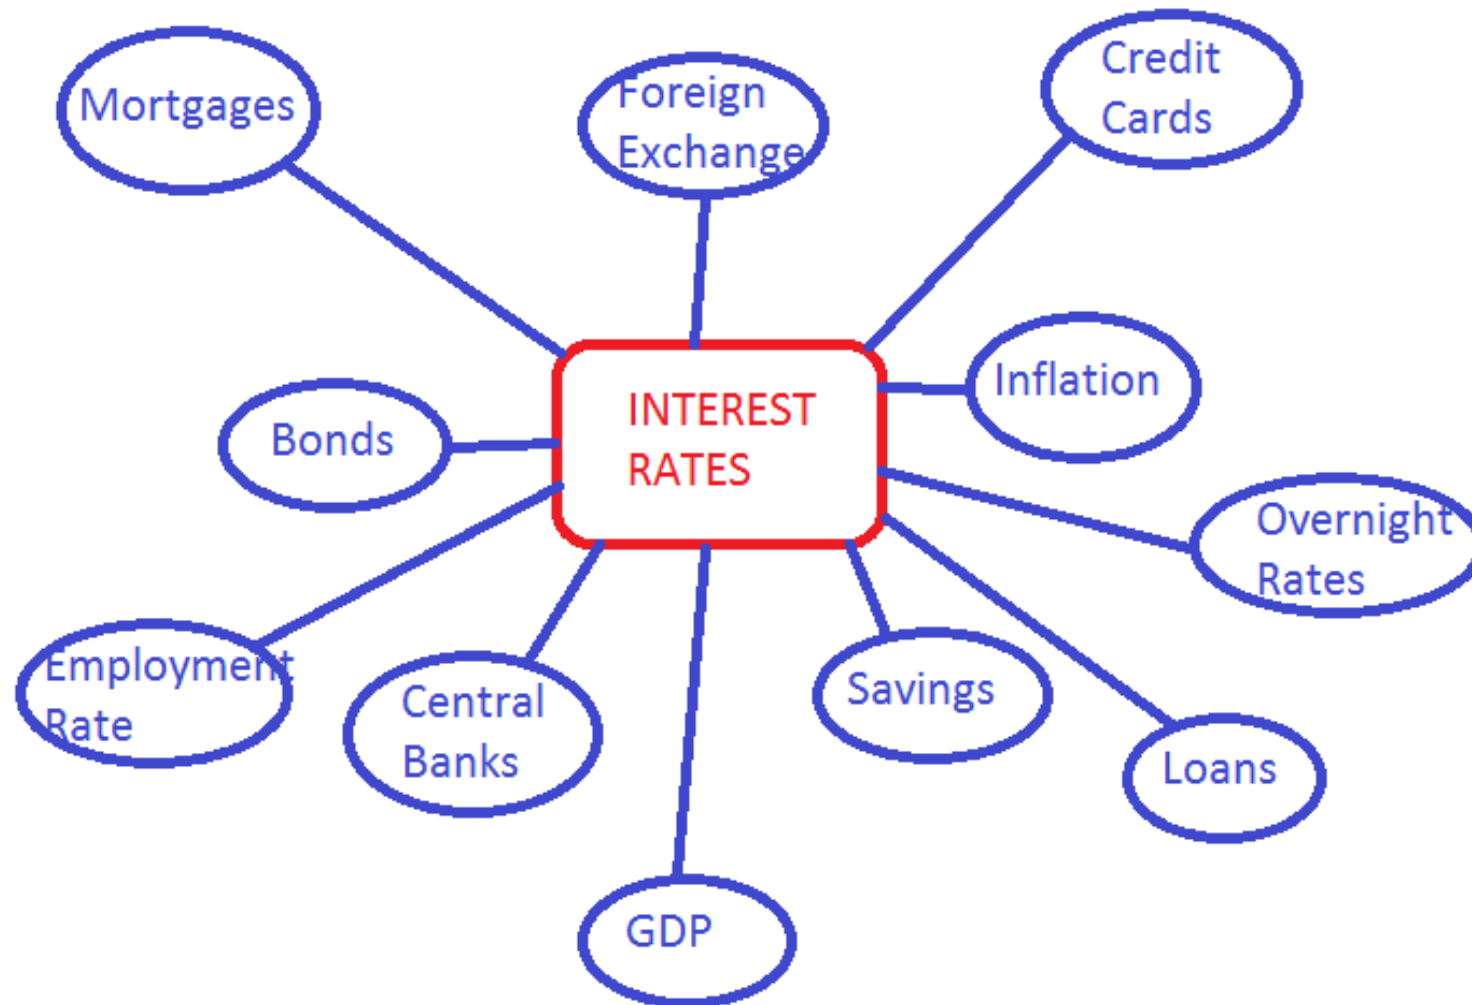 Mortgages
Foreign
Exchange
Credit
Cards
INTEREST
RATES
Inflation
Bonds
Overnight
Rates
Employment
Rate
Central
Banks
Savings
Loans
GDP